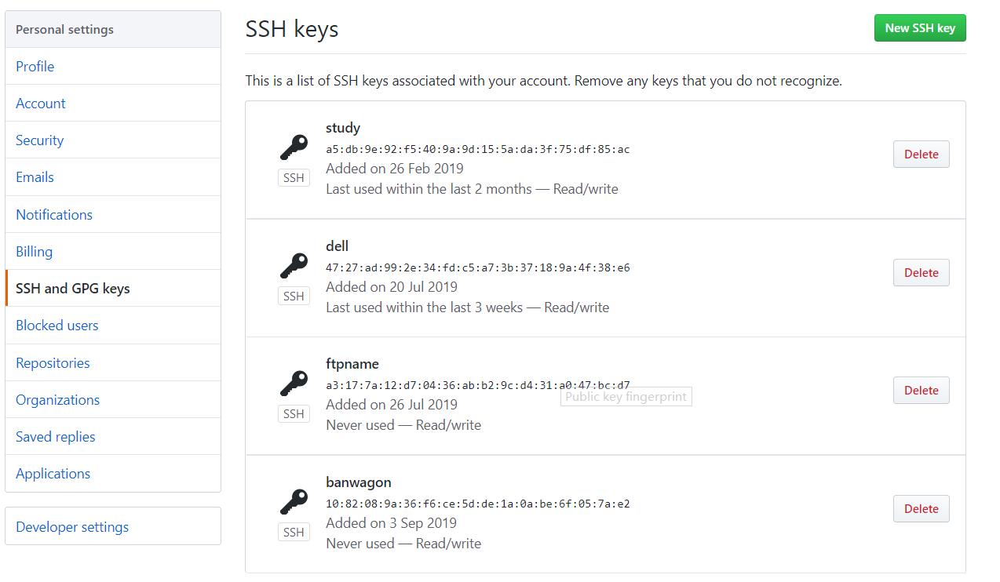 Personal settings
Profile
Account
Security
Emails
Notifications
Billing
SSH and GPG keys
Blocked users
Repositories
Organizations
Saved replies
Applications
Developer settings
SSH keys
New SSH key
This is a list of SSH keys associated with your account. Remove any keys that you do not recognize.
study
a5:db:9e:92:f5:40:9a:9d:15:5a:da:3f:75:df:85:ac
SSH
Added on 26 Feb 2019
Last used within the last 2 months — Read/write
Delete
dell
47:27:ad:99:2e:34:fd:c5:a7:3b:37:18:9a:4f:38:e6
SSH
Added on 20 Jul 2019
Last used within the last 3 weeks — Read/write
Delete
ftpname
a3:17:7a:12:d7:04:36:ab:b2:9c:d4:31:a0:47:bc:d7
Public key fingerprint
SSH
Added on 26 Jul 2019
Never used — Read/write
Delete
banwagon
10:82:08:9a:36:f6:ce:5d:de:1a:0a:be:6f:05:7a:e2
SSH
Added on 3 Sep 2019
Never used — Read/write
Delete